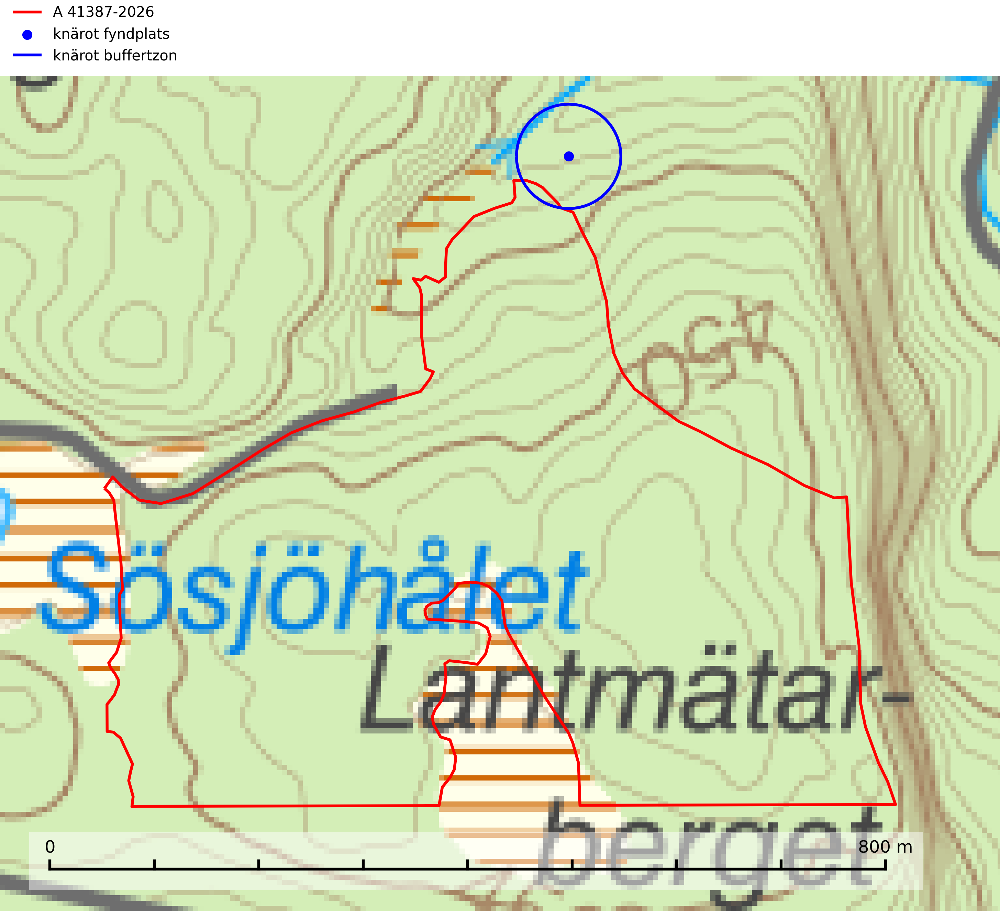 A 41387-2026
knärot fyndplats
knärot buffertzon
Sösjöhålet
Lantmätar-
berget
0 800 m